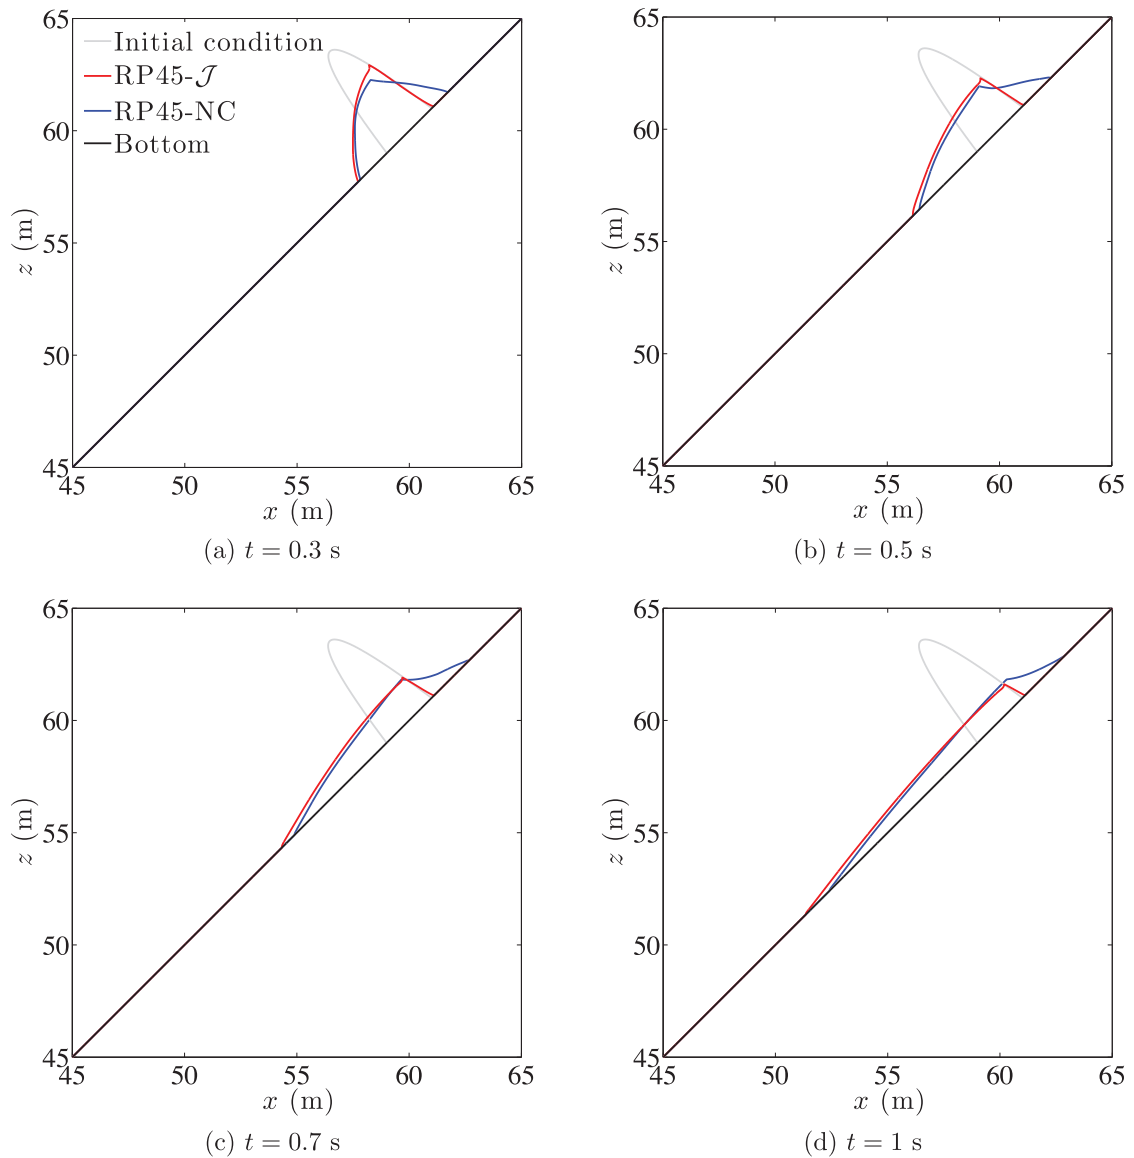 65
60
55
50
45
z (m)
Initial condition
RP45-𝒥
RP45-NC
Bottom
45 50 55 60 65
x (m)
(a) t = 0.3 s
65
60
55
50
45
z (m)
45 50 55 60 65
x (m)
(b) t = 0.5 s
65
60
55
50
45
z (m)
45 50 55 60 65
x (m)
(c) t = 0.7 s
65
60
55
50
45
z (m)
45 50 55 60 65
x (m)
(d) t = 1 s